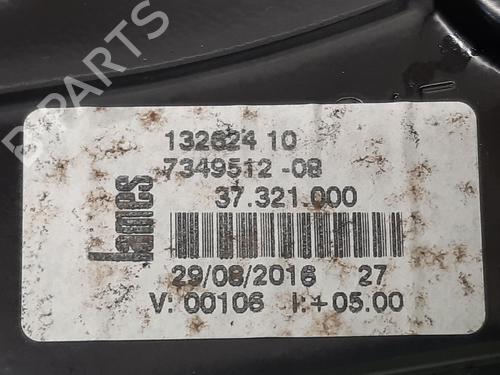 B-PARTS
132624 10
7349512 -08
37.321.000
lames
29/08/2016 27
V: 00106 I:+05.00